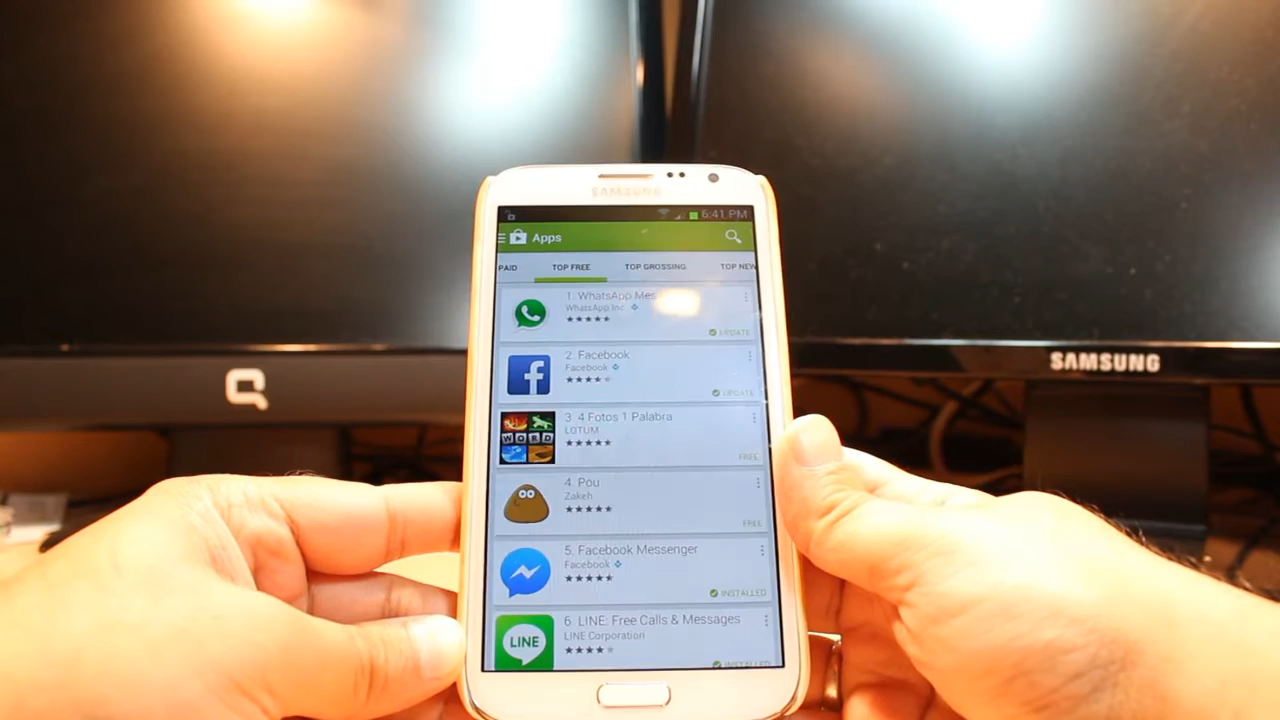 SAMSUNG
6:41 PM
Apps
PAID TOP FREE TOP GROSSING TOP NEW
1. WhatsApp Mes
WhatsApp Inc.
UPDATE
2. Facebook
Facebook
UPDATE
3. 4 Fotos 1 Palabra
LOTUM
WORD
FREE
4. Pou
Zakeh
FREE
5. Facebook Messenger
Facebook
INSTALLED
6. LINE: Free Calls & Messages
LINE
LINE Corporation
INSTALLED
SAMSUNG